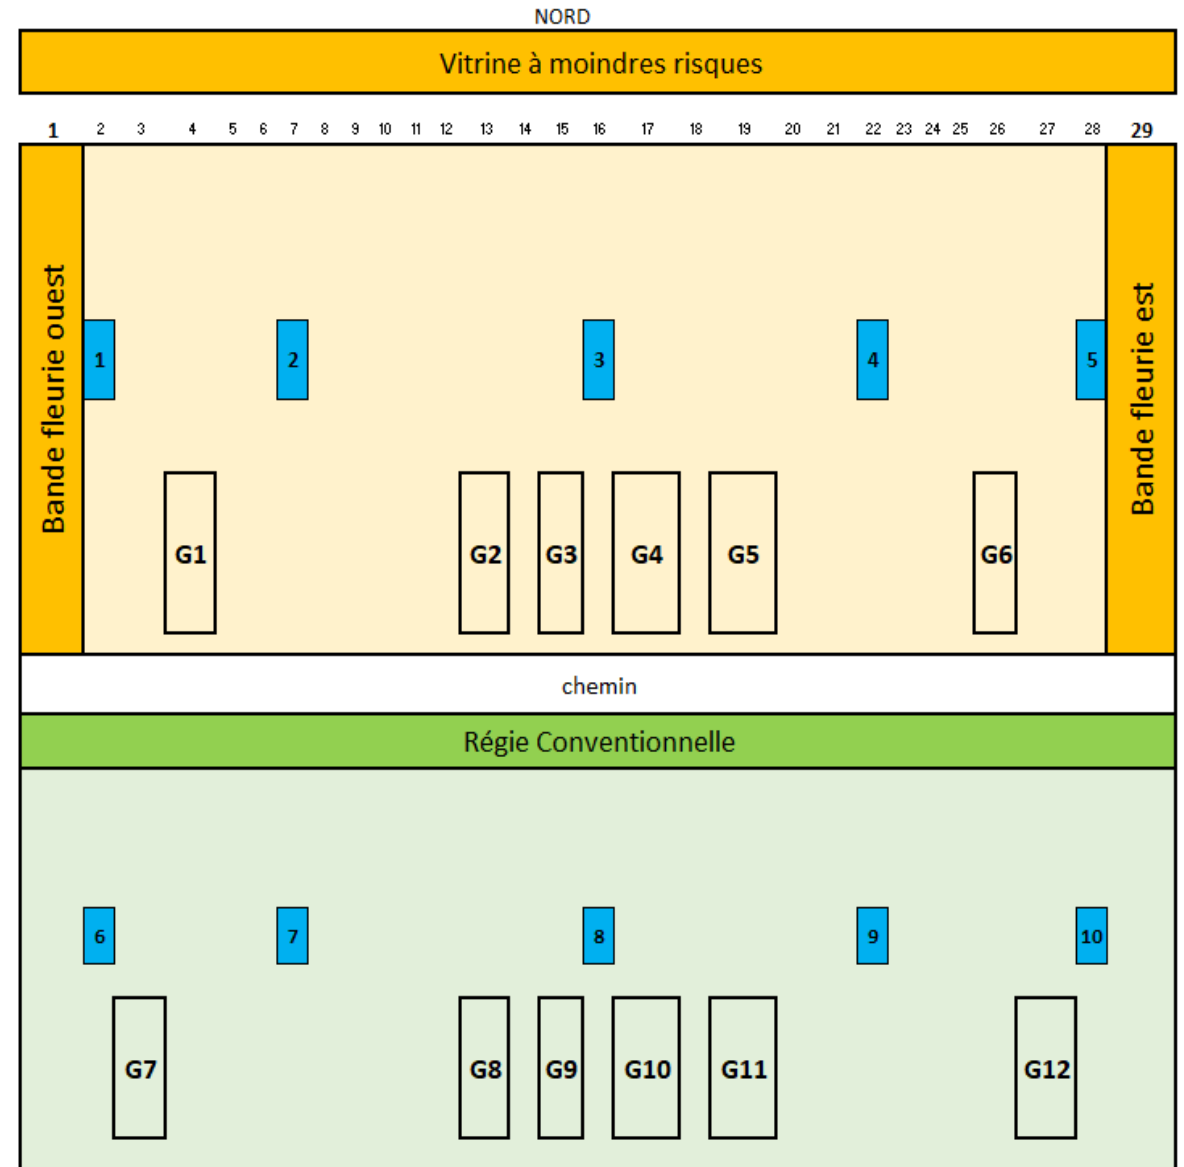 NORD
Vitrine à moindres risques
1 2 3 4 5 6 7 8 9 10 11 12 13 14 15 16 17 18 19 20 21 22 23 24 25 26 27 28 29
Bande fleurie ouest
Bande fleurie est
1 2 3 4 5
G1 G2 G3 G4 G5 G6
chemin
Régie Conventionnelle
6 7 8 9 10
G7 G8 G9 G10 G11 G12